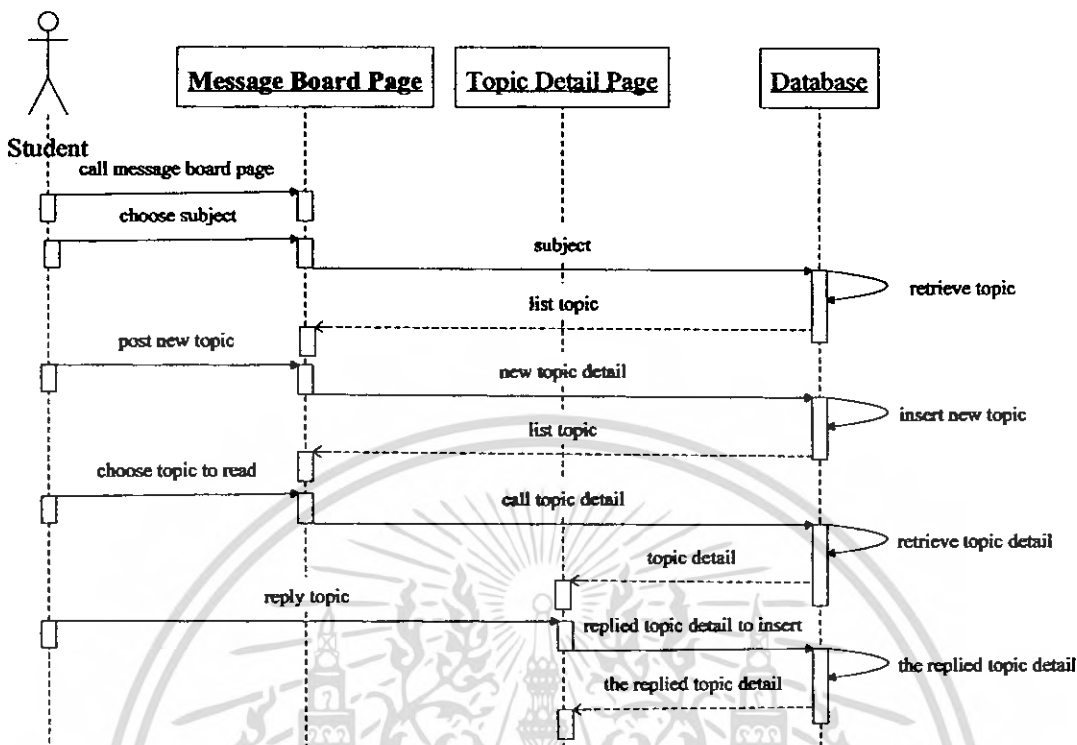 Message Board Page
Topic Detail Page
Database
Student
call message board page
choose subject
subject
retrieve topic
list topic
post new topic
new topic detail
insert new topic
list topic
choose topic to read
call topic detail
retrieve topic detail
topic detail
reply topic
replied topic detail to insert
the replied topic detail
the replied topic detail